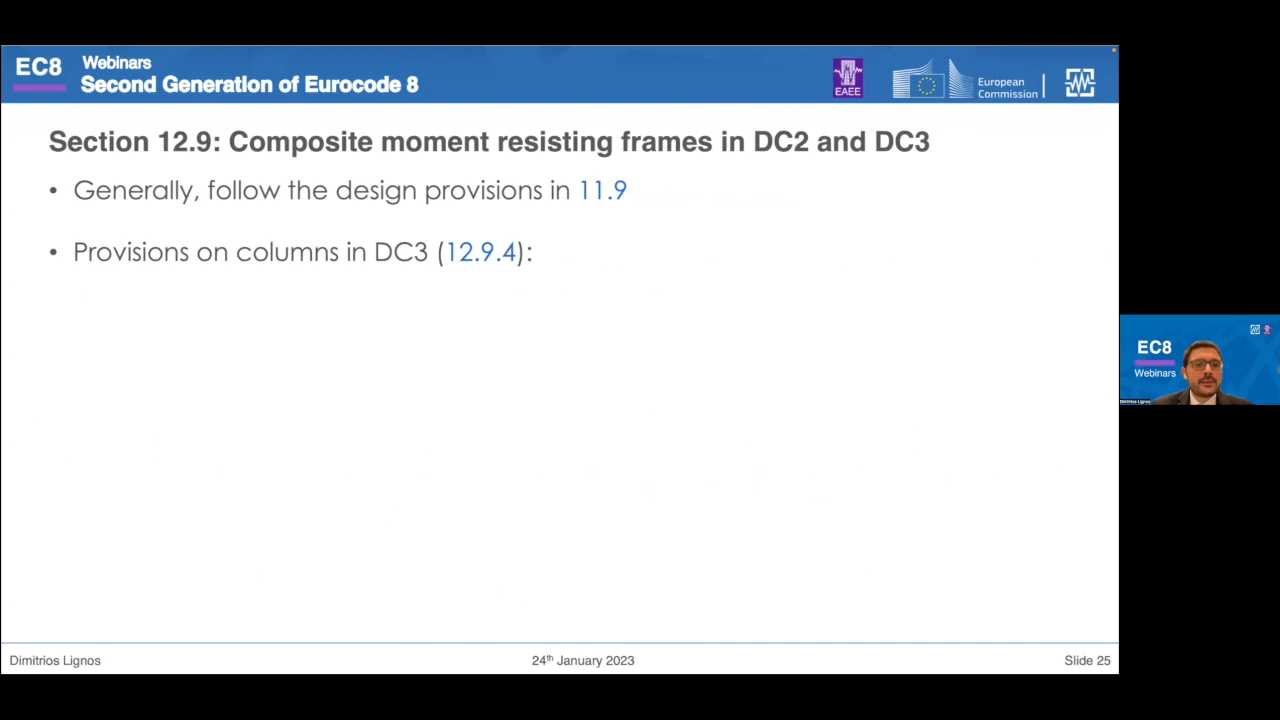 EC8
Webinars
Second Generation of Eurocode 8
EAEE
European
Commission
Section 12.9: Composite moment resisting frames in DC2 and DC3
• Generally, follow the design provisions in 11.9
• Provisions on columns in DC3 (12.9.4):
EC8
Webinars
Dimitrios Lignos
Dimitrios Lignos
24th January 2023
Slide 25